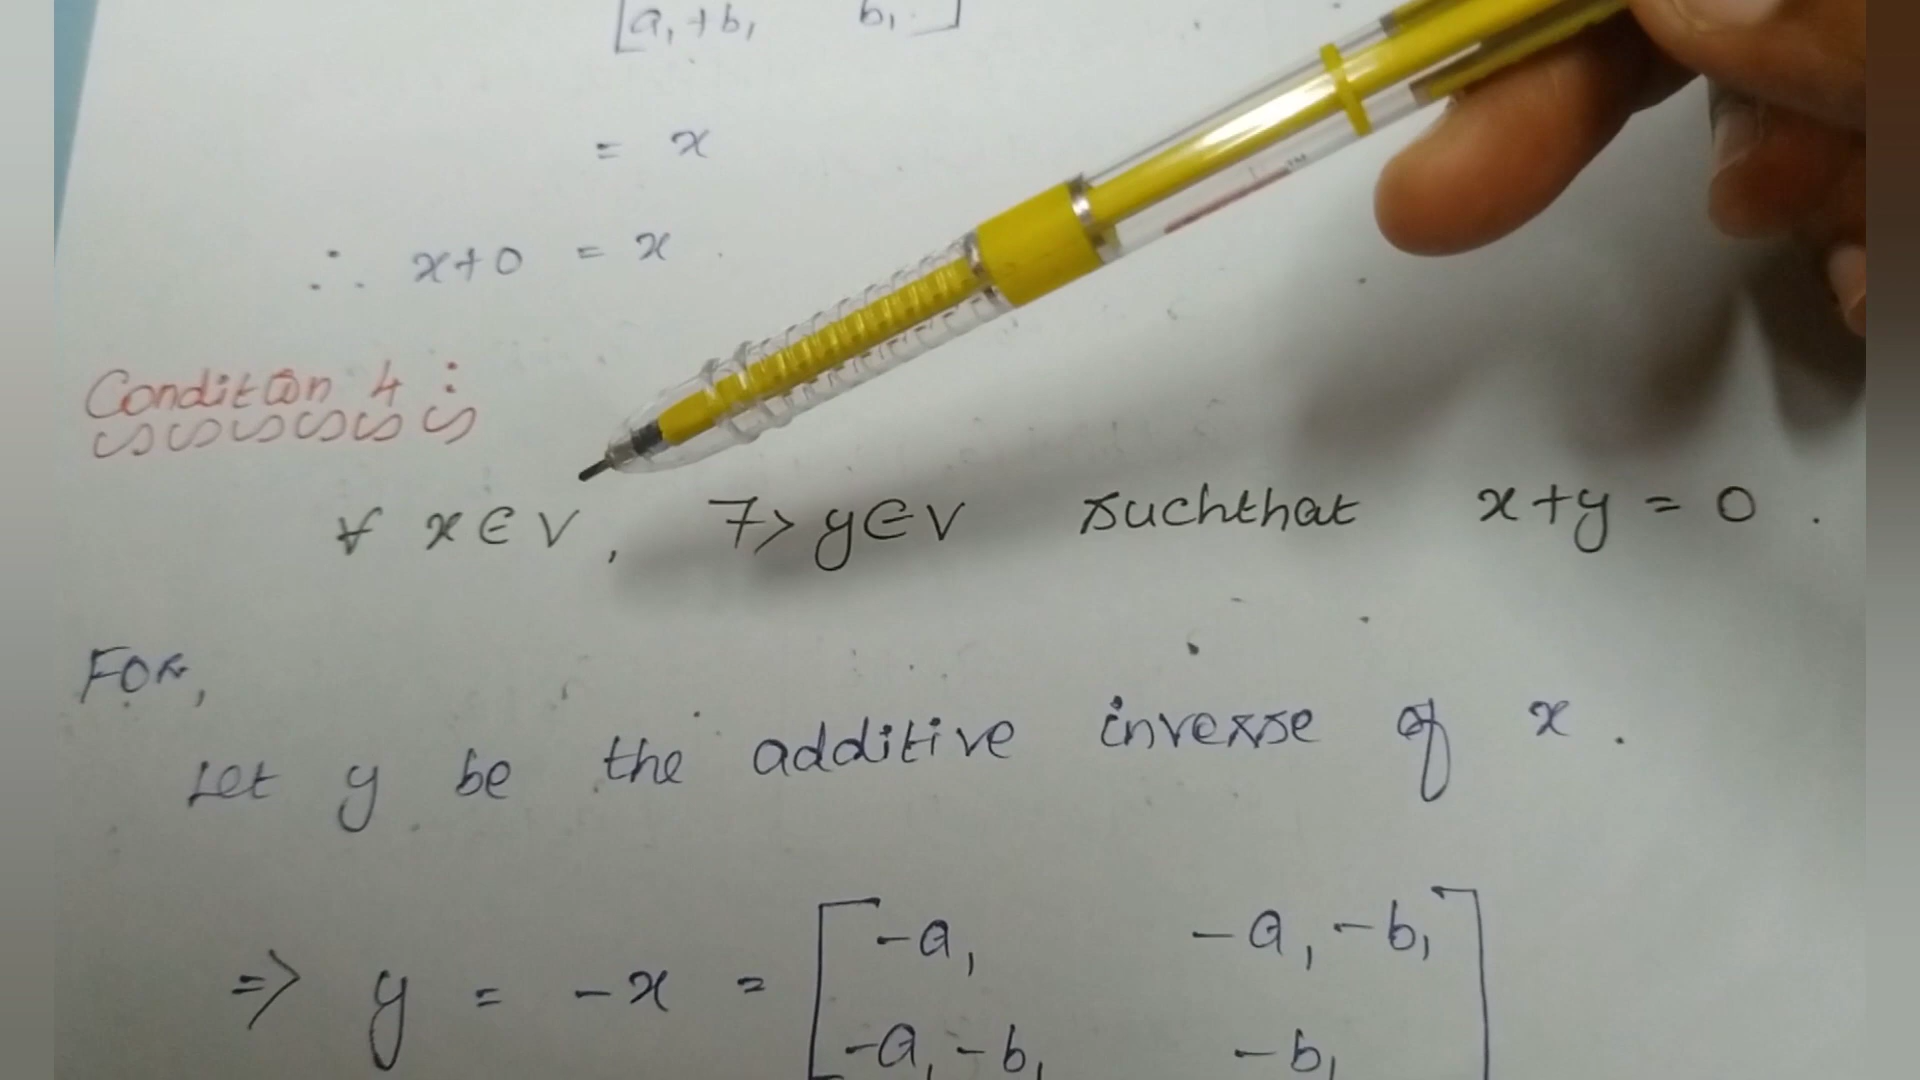 [a₁+b₁ b₁]
= x
∴ x+0 = x .
Condition 4 :
∀ x ∈ V, ∃ y ∈ V suchthat x+y = 0 .
For,
Let y be the additive inverse of x .
⇒ y = -x = [-a₁ -a₁-b₁
-a₁-b₁ -b₁]